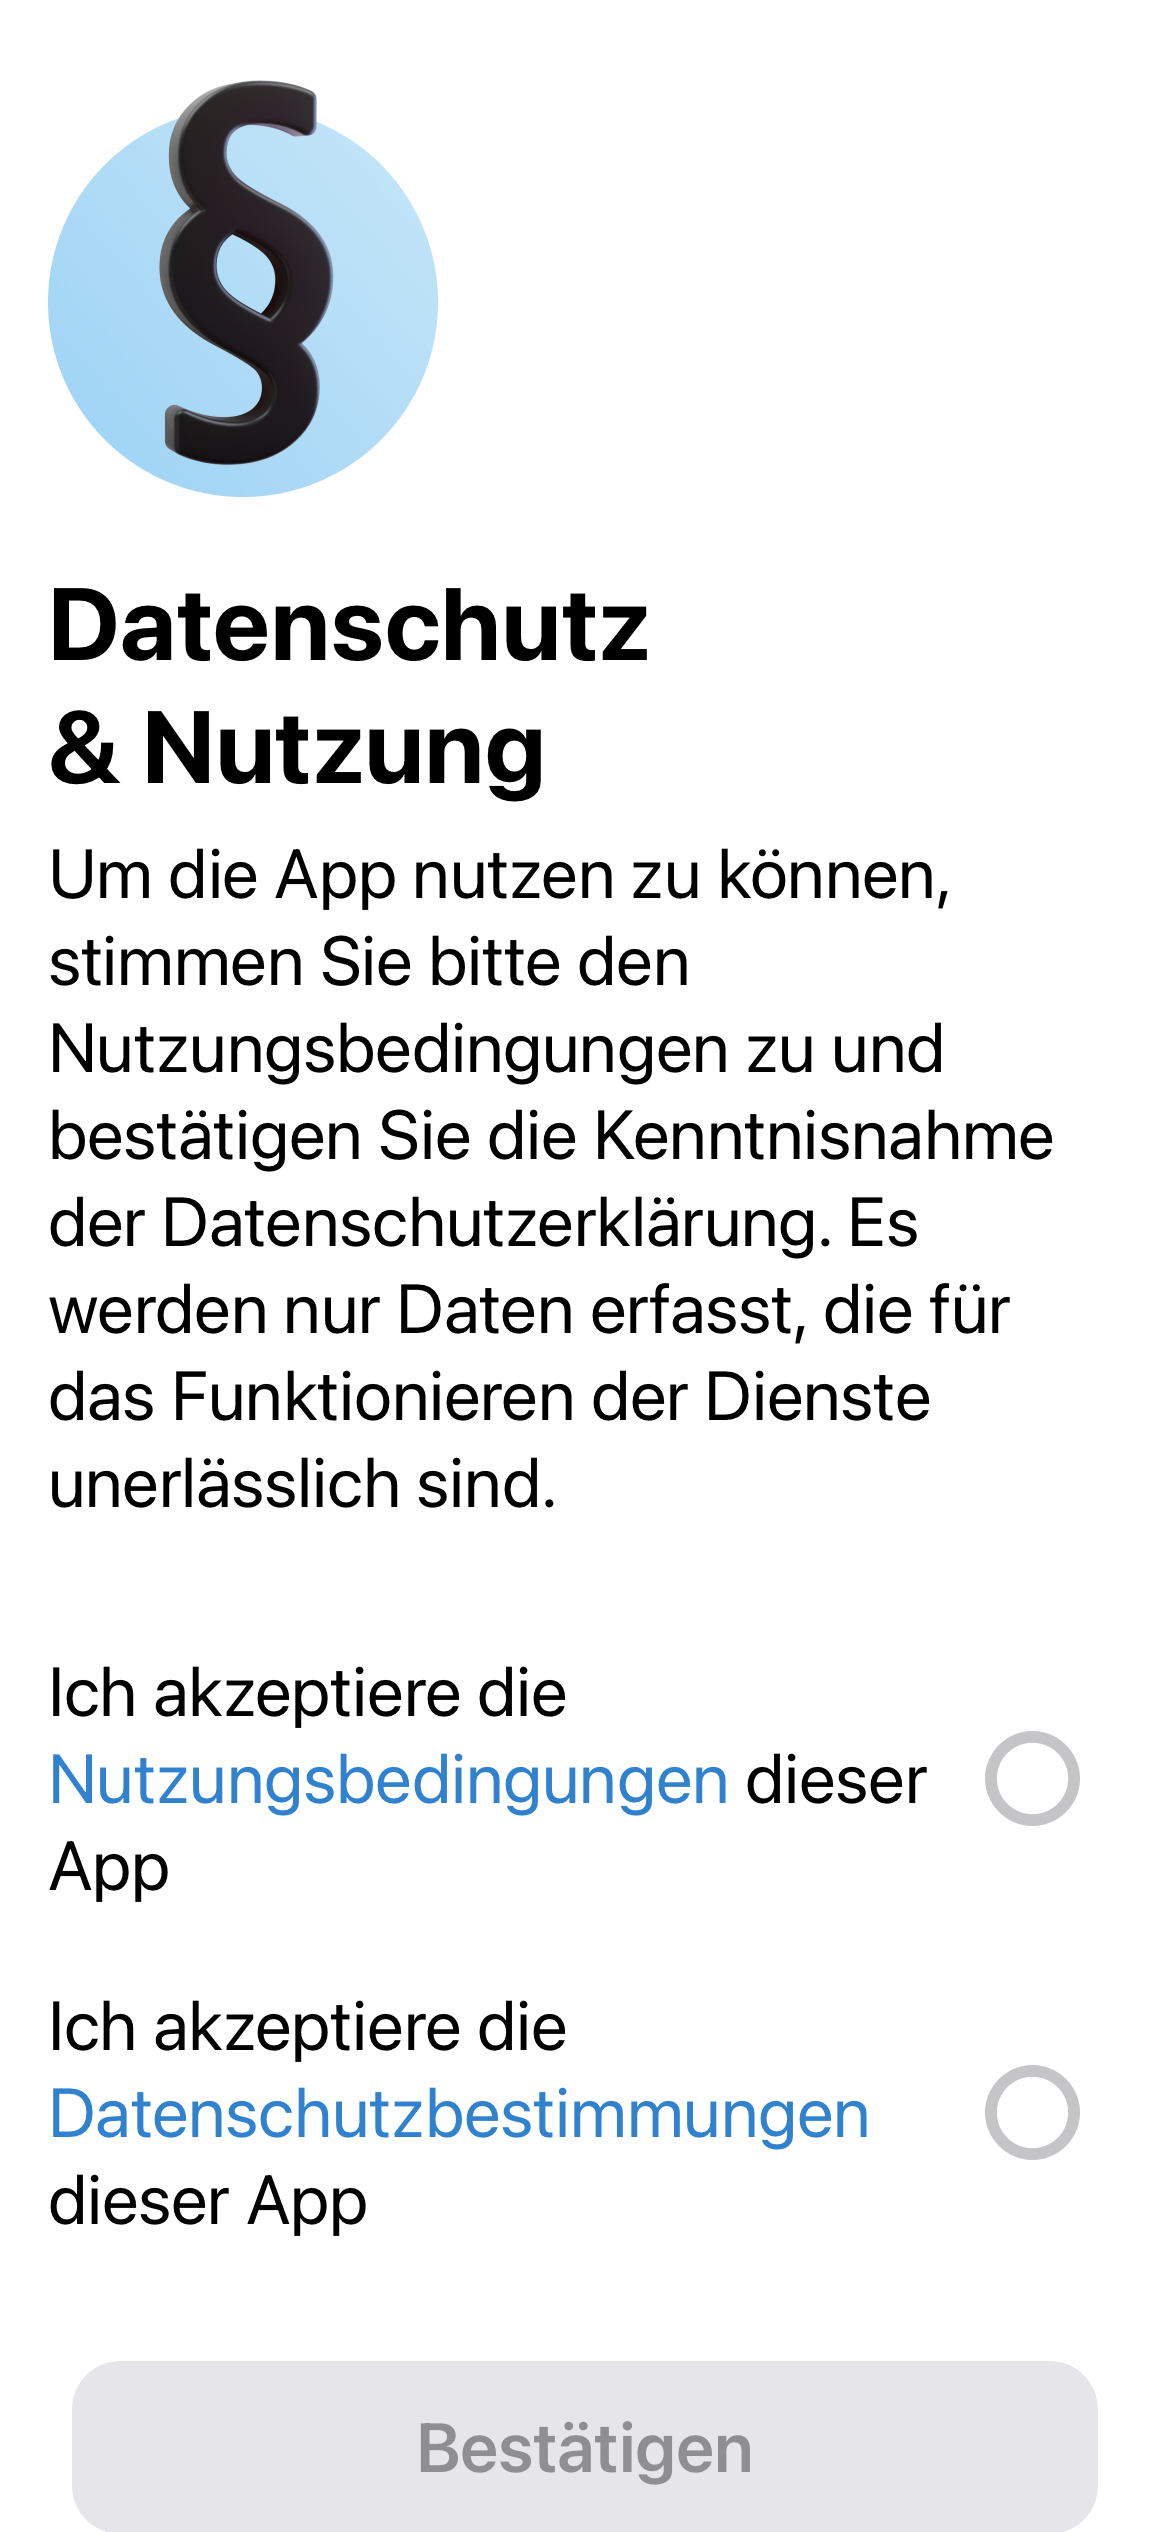 §
Datenschutz
& Nutzung
Um die App nutzen zu können,
stimmen Sie bitte den
Nutzungsbedingungen zu und
bestätigen Sie die Kenntnisnahme
der Datenschutzerklärung. Es
werden nur Daten erfasst, die für
das Funktionieren der Dienste
unerlässlich sind.
Ich akzeptiere die
Nutzungsbedingungen dieser
App
Ich akzeptiere die
Datenschutzbestimmungen
dieser App
Bestätigen